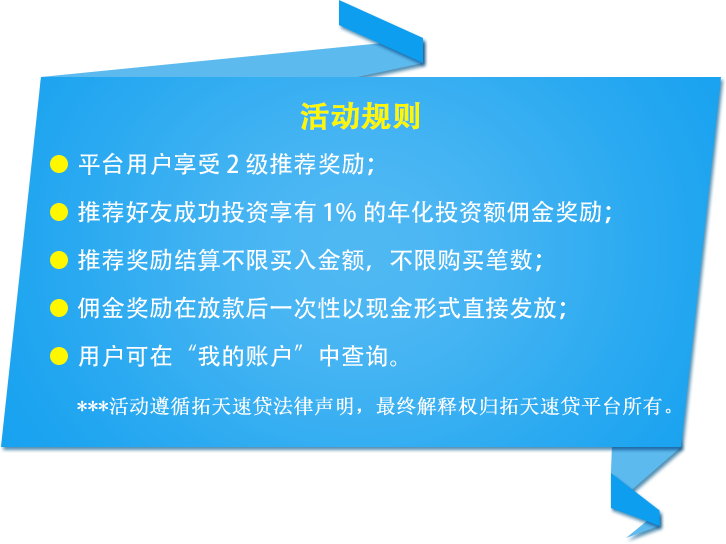 活动规则
平台用户享受 2 级推荐奖励；
推荐好友成功投资享有 1% 的年化投资额佣金奖励；
推荐奖励结算不限买入金额，不限购买笔数；
佣金奖励在放款后一次性以现金形式直接发放；
用户可在“我的账户”中查询。
***活动遵循拓天速贷法律声明，最终解释权归拓天速贷平台所有。